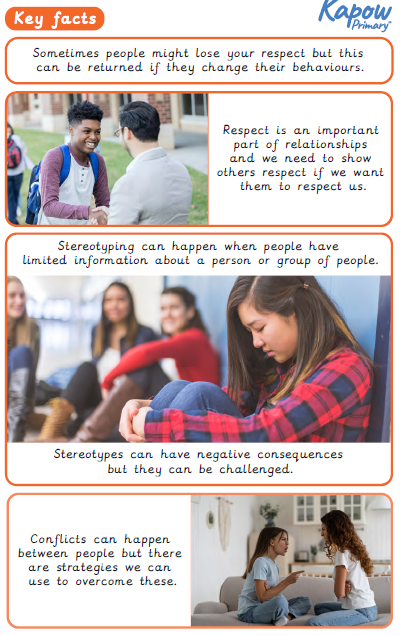 Key facts
Kapow
Primary™
Sometimes people might lose your respect but this
can be returned if they change their behaviours.
Respect is an important
part of relationships
and we need to show
others respect if we want
them to respect us.
Stereotyping can happen when people have
limited information about a person or group of people.
Stereotypes can have negative consequences
but they can be challenged.
Conflicts can happen
between people but there
are strategies we can
use to overcome these.